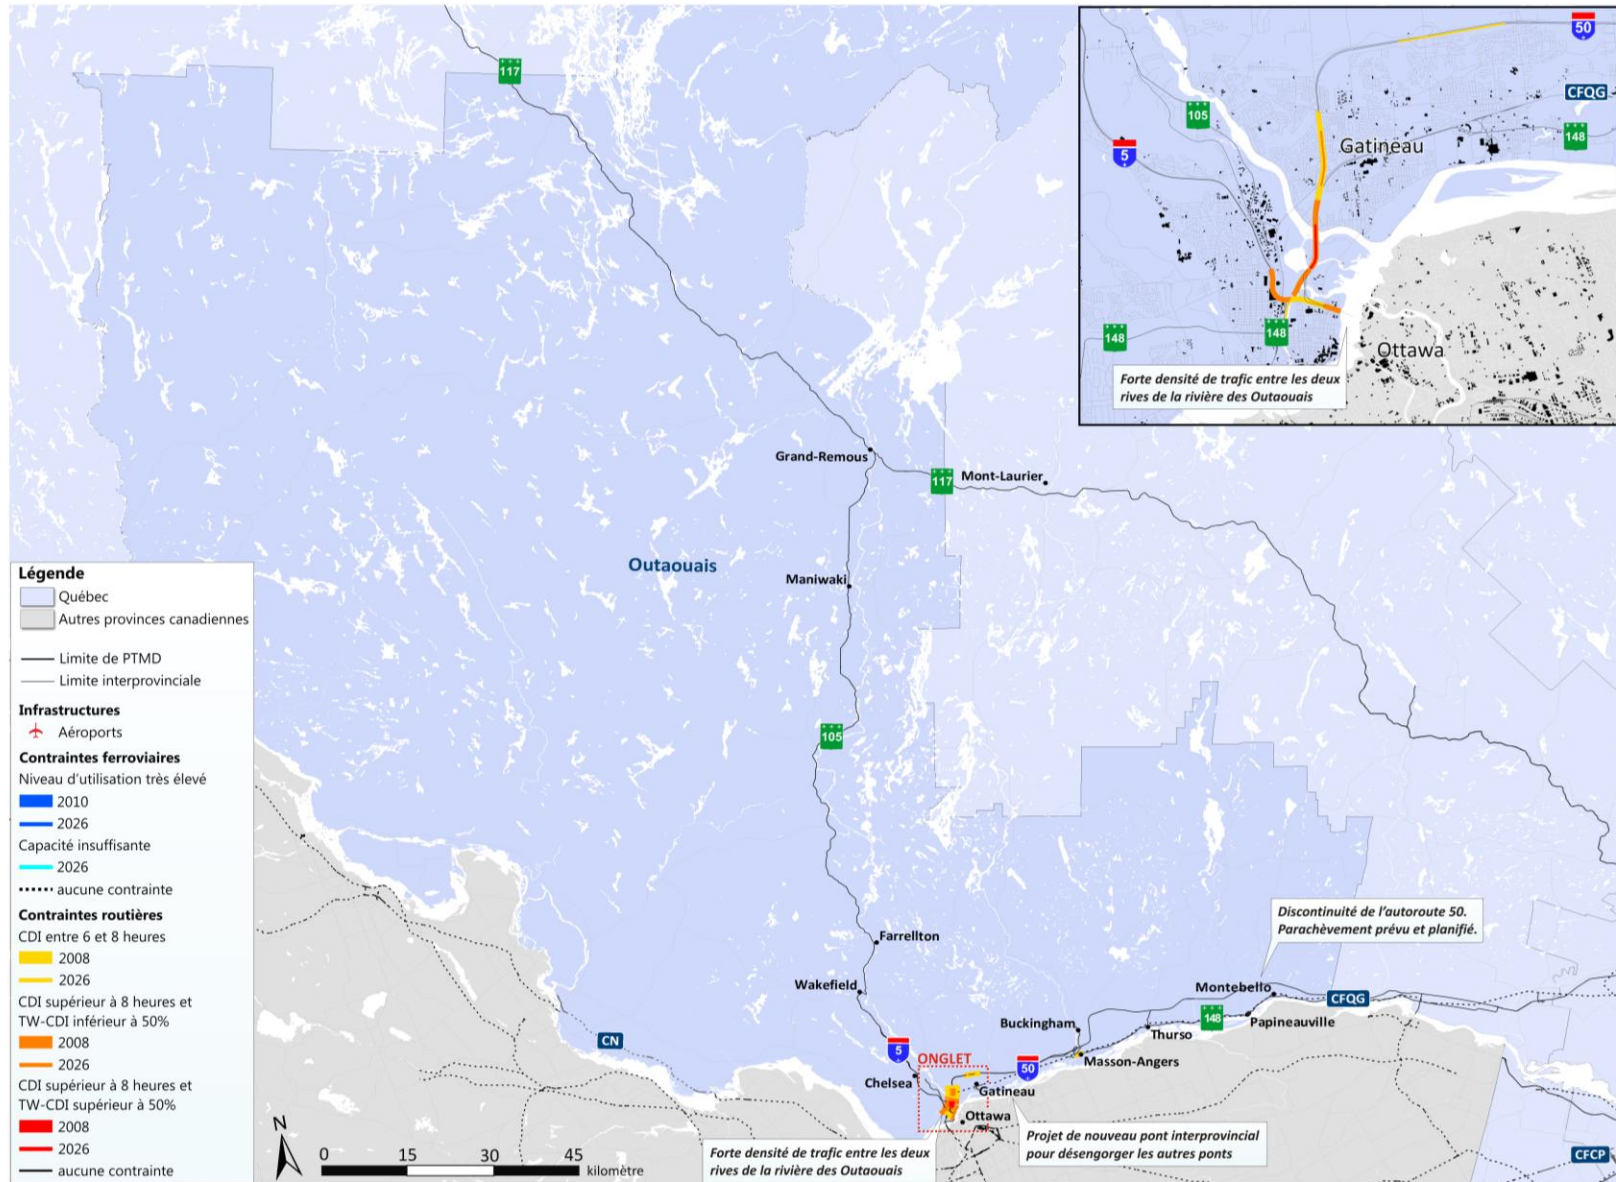 117
50
CFQG
105
148
5
Gatineau
148
148
Ottawa
Forte densité de trafic entre les deux
rives de la rivière des Outaouais
Grand-Remous
117
Mont-Laurier
Outaouais
Maniwaki
105
Farrellton
Wakefield
Discontinuité de l'autoroute 50.
Parachèvement prévu et planifié.
Montebello
CFQG
Buckingham
148
Papineauville
Thurso
CN
5
ONGLET
50
Masson-Angers
Chelsea
Gatineau
Ottawa
Forte densité de trafic entre les deux
rives de la rivière des Outaouais
Projet de nouveau pont interprovincial
pour désengorger les autres ponts
CFCP
Légende
Québec
Autres provinces canadiennes
Limite de PTMD
Limite interprovinciale
Infrastructures
Aéroports
Contraintes ferroviaires
Niveau d'utilisation très élevé
2010
2026
Capacité insuffisante
2026
aucune contrainte
Contraintes routières
CDI entre 6 et 8 heures
2008
2026
CDI supérieur à 8 heures et
TW-CDI inférieur à 50%
2008
2026
CDI supérieur à 8 heures et
TW-CDI supérieur à 50%
2008
2026
aucune contrainte
N
0 15 30 45
kilomètre